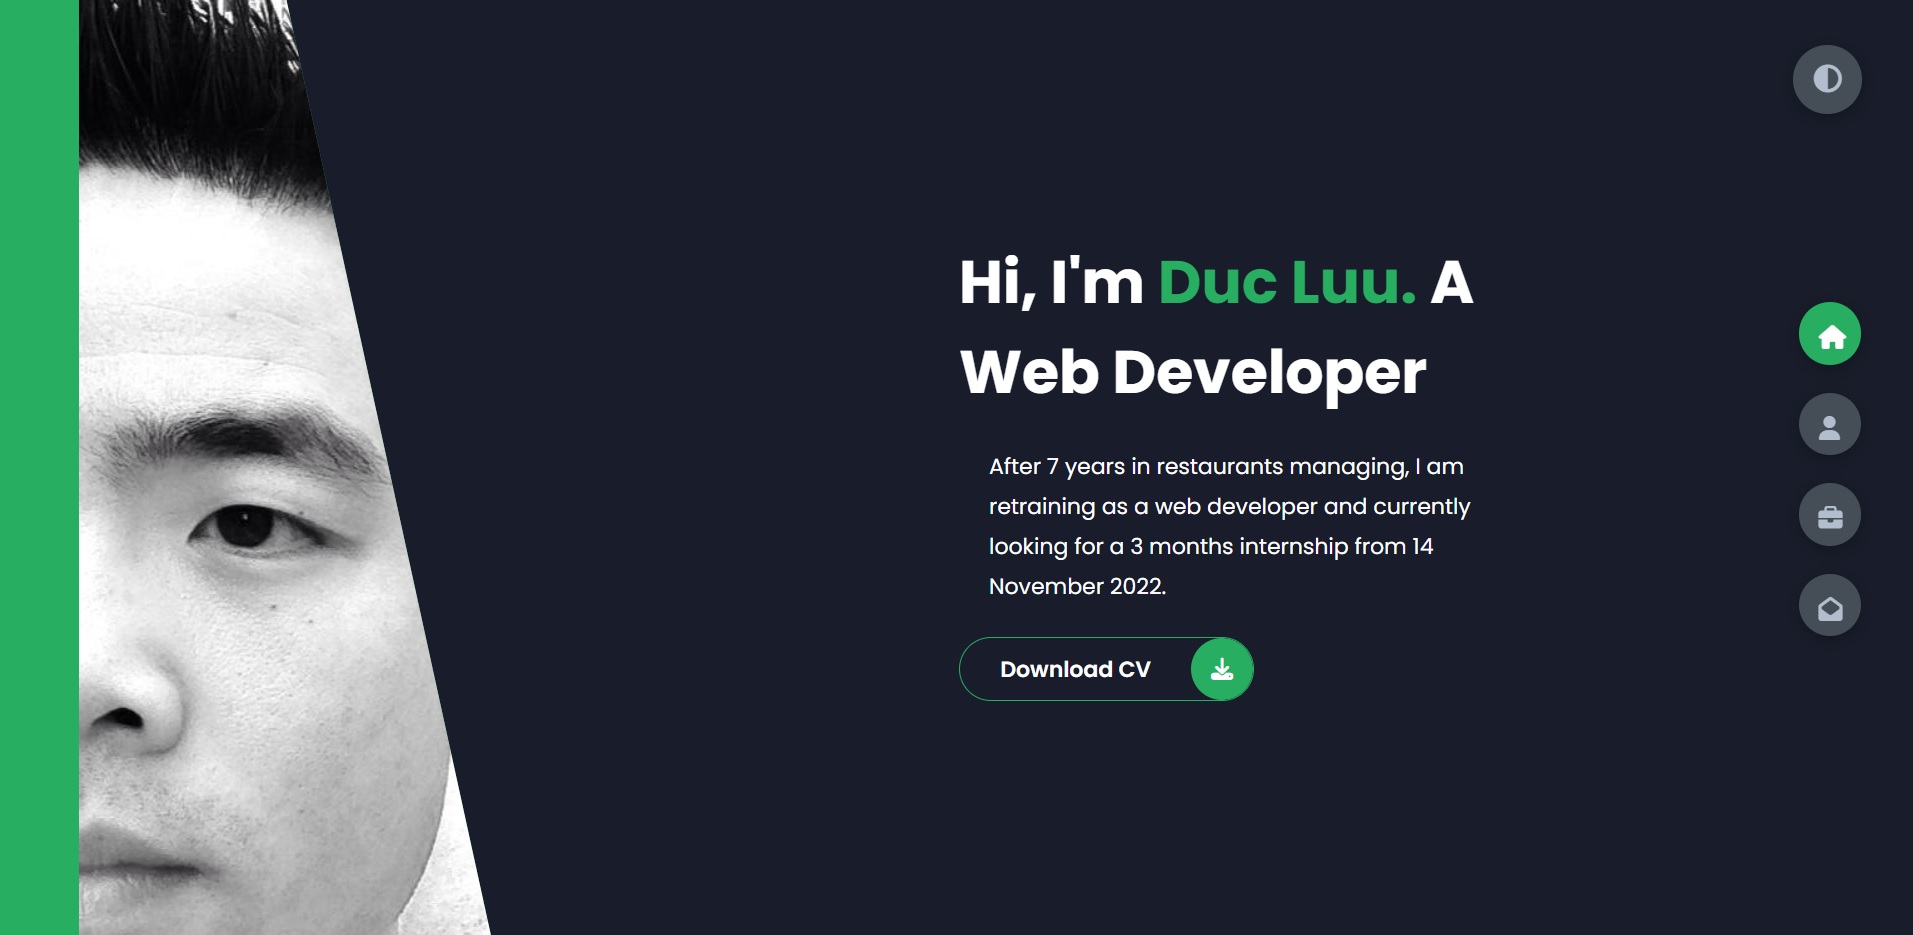 Hi, I'm Duc Luu. A
Web Developer
After 7 years in restaurants managing, I am
retraining as a web developer and currently
looking for a 3 months internship from 14
November 2022.
Download CV